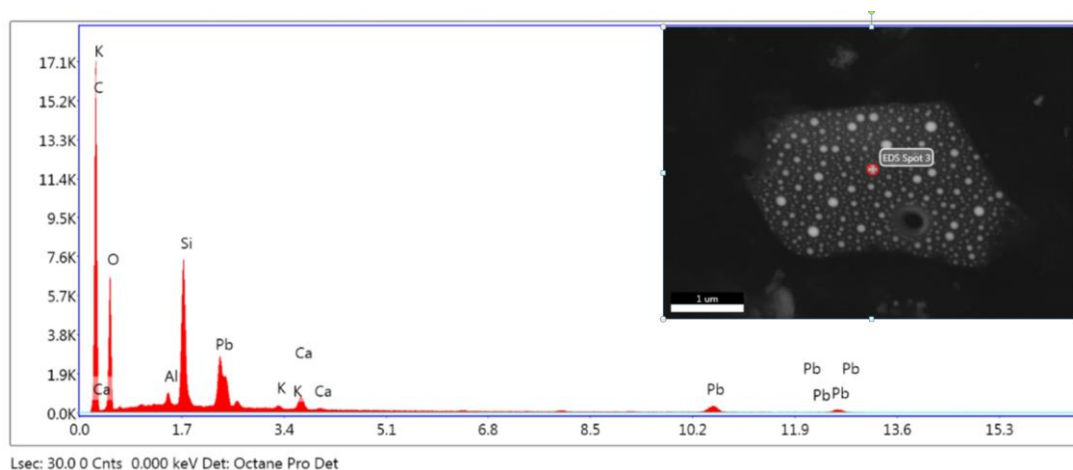 K
17.1K
C
15.2K
13.3K
11.4K
EDS Spot 3
9.5K
O
Si
7.6K
5.7K
1 um
3.8K
Pb
Ca
Pb Pb
1.9K
Ca
Al
K K Ca
Pb
Pb Pb
0.0K
0.0 1.7 3.4 5.1 6.8 8.5 10.2 11.9 13.6 15.3
Lsec: 30.0 0 Cnts 0.000 keV Det: Octane Pro Det